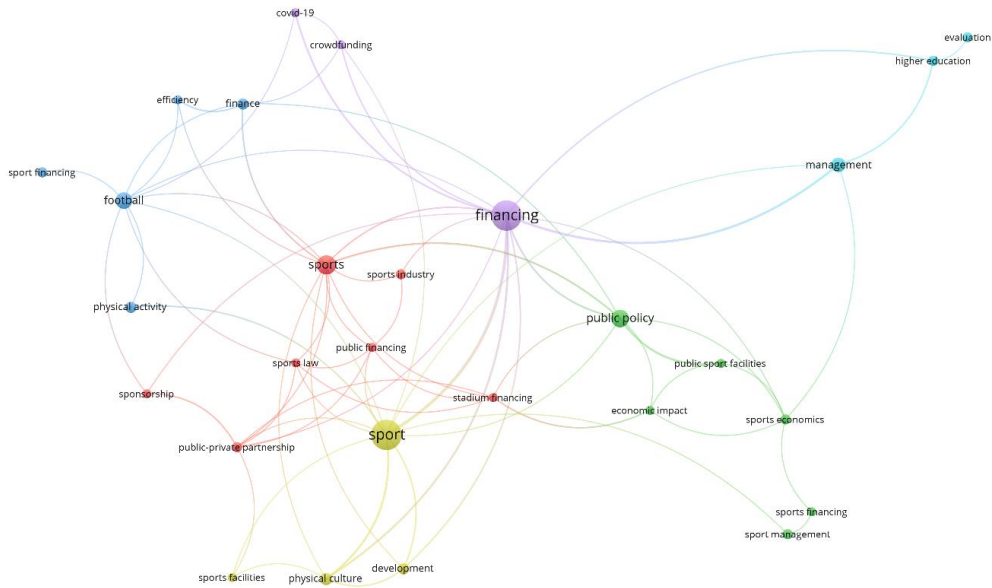 covid-19
evaluation
crowdfunding
higher education
efficiency
finance
management
sport financing
football
financing
sports
sports industry
physical activity
public policy
public financing
sports law
public sport facilities
sponsorship
stadium financing
economic impact
sports economics
sport
public-private partnership
sports financing
sport management
development
sports facilities
physical culture